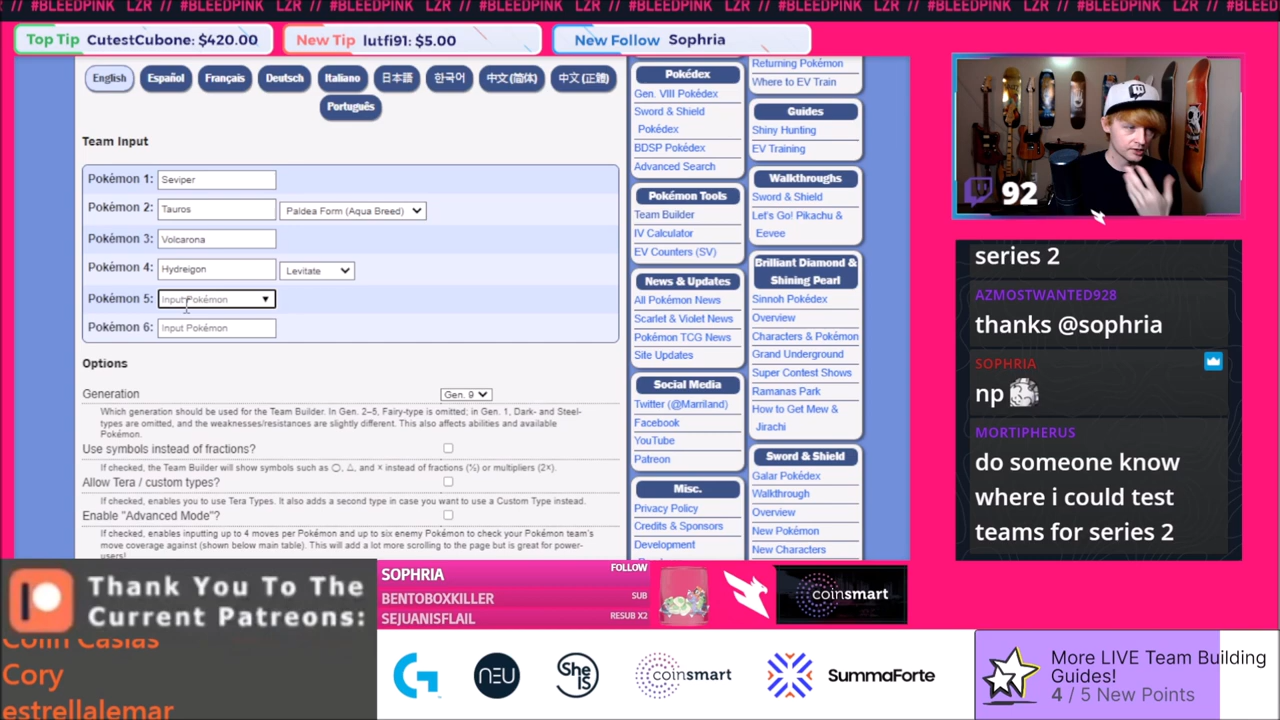 // #BLEEDPINK LZR // #BLEEDPINK LZR // #BLEEDPINK LZR // #BLEEDPINK LZR // #BLEEDPINK LZR // #BLEEDPINK LZR // #BLEED
Top Tip CutestCubone: $420.00
New Tip lutfi91: $5.00
New Follow Sophria
English
Español
Français
Deutsch
Italiano
日本語
한국어
中文 (简体)
中文 (正體)
Português
Team Input
Pokémon 1: Seviper
Pokémon 2: Tauros Paldea Form (Aqua Breed)
Pokémon 3: Volcarona
Pokémon 4: Hydreigon Levitate
Pokémon 5: Input Pokémon
Pokémon 6: Input Pokémon
Options
Generation Gen. 9
Which generation should be used for the Team Builder. In Gen. 2–5, Fairy-type is omitted; in Gen. 1, Dark- and Steel-
types are omitted, and the weaknesses/resistances are slightly different. This also affects abilities and available
Pokémon.
Use symbols instead of fractions?
If checked, the Team Builder will show symbols such as ◯, △, and × instead of fractions (½) or multipliers (2×).
Allow Tera / custom types?
If checked, enables you to use Tera Types. It also adds a second type in case you want to use a Custom Type instead.
Enable "Advanced Mode"?
If checked, enables inputting up to 4 moves per Pokémon and up to six enemy Pokémon to check your Pokémon team's
move coverage against (shown below main table). This will add a lot more scrolling to the page but is great for power-
users!
Pokédex
Gen. VIII Pokédex
Sword & Shield
Pokédex
BDSP Pokédex
Advanced Search
Pokémon Tools
Team Builder
IV Calculator
EV Counters (SV)
News & Updates
All Pokémon News
Scarlet & Violet News
Pokémon TCG News
Site Updates
Social Media
Twitter (@Marriland)
Facebook
YouTube
Patreon
Misc.
Privacy Policy
Credits & Sponsors
Development
Returning Pokémon
Where to EV Train
Guides
Shiny Hunting
EV Training
Walkthroughs
Sword & Shield
Let's Go! Pikachu &
Eevee
Brilliant Diamond &
Shining Pearl
Sinnoh Pokédex
Overview
Characters & Pokémon
Grand Underground
Super Contest Shows
Ramanas Park
How to Get Mew &
Jirachi
Sword & Shield
Galar Pokédex
Walkthrough
Overview
New Pokémon
New Characters
92
series 2
AZMOSTWANTED928
thanks @sophria
SOPHRIA
np
MORTIPHERUS
do someone know
where i could test
teams for series 2
Thank You To The
Current Patreons:
Colin Casias
Cory
estrellalemar
SOPHRIA FOLLOW
BENTOBOXKILLER SUB
SEJUANISFLAIL RESUB X2
coinsmart
NEU
She Is
coinsmart
SummaForte
More LIVE Team Building
Guides!
4 / 5 New Points